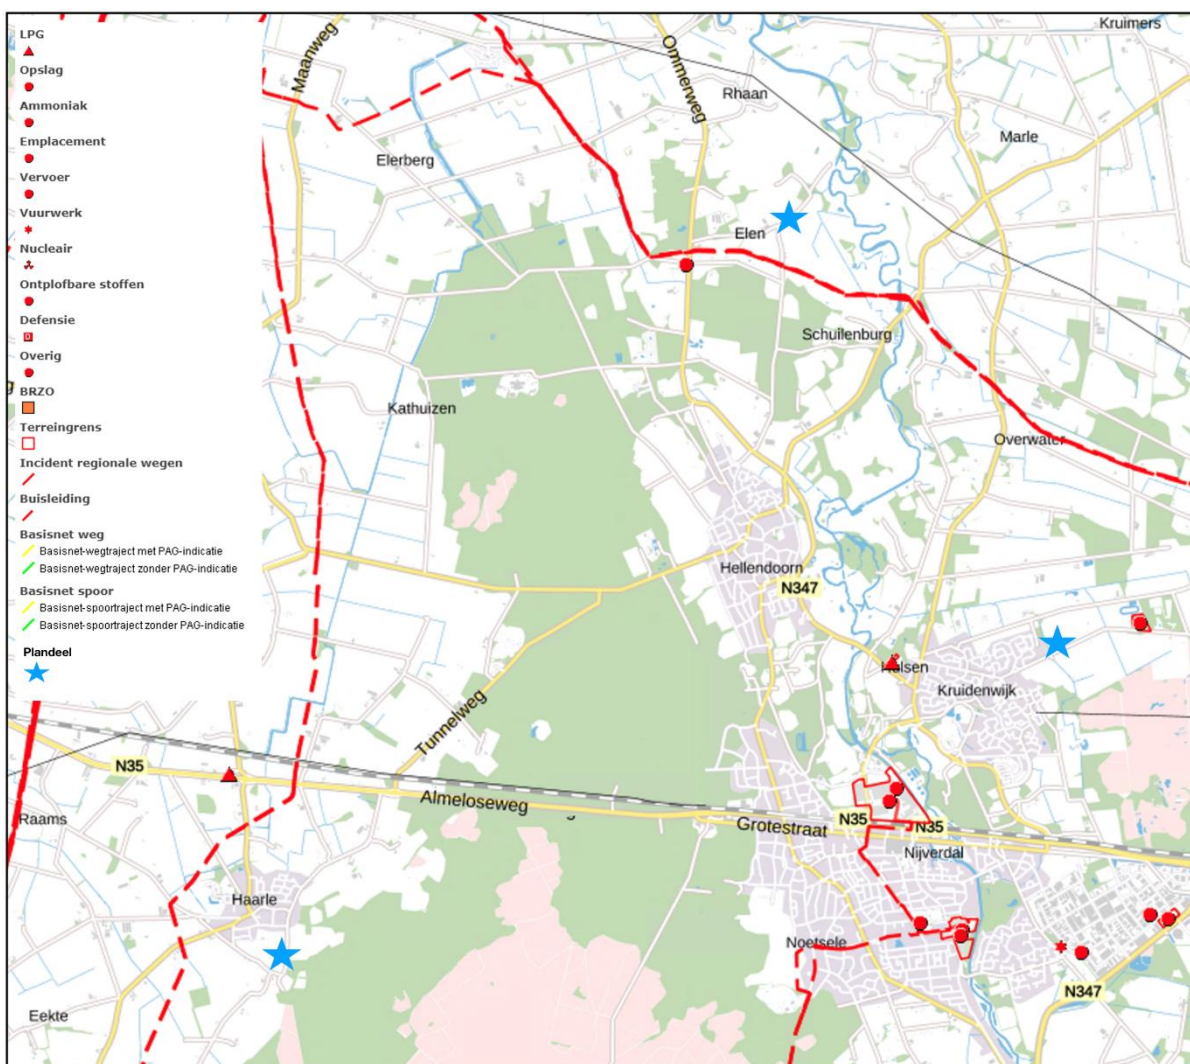 LPG
Opslag
Ammoniak
Emplacement
Vervoer
Vuurwerk
Nucleair
Ontplofbare stoffen
Defensie
Overig
BRZO
Terreingrens
Incident regionale wegen
Buisleiding
Basisnet weg
Basisnet-wegtraject met PAG-indicatie
Basisnet-wegtraject zonder PAG-indicatie
Basisnet spoor
Basisnet-spoortraject met PAG-indicatie
Basisnet-spoortraject zonder PAG-indicatie
Plandeel
Kruimers
Maanweg
Ommerweg
Rhaan
Marle
Elerberg
Elen
Schuilenburg
Kathuizen
Overwater
Hellendoorn
N347
Hulsen
Kruidenwijk
Tunnelweg
N35
Almeloseweg
Raams
Grotestraat
N35
N35
Nijverdal
Haarle
Noetsele
N347
Eekte